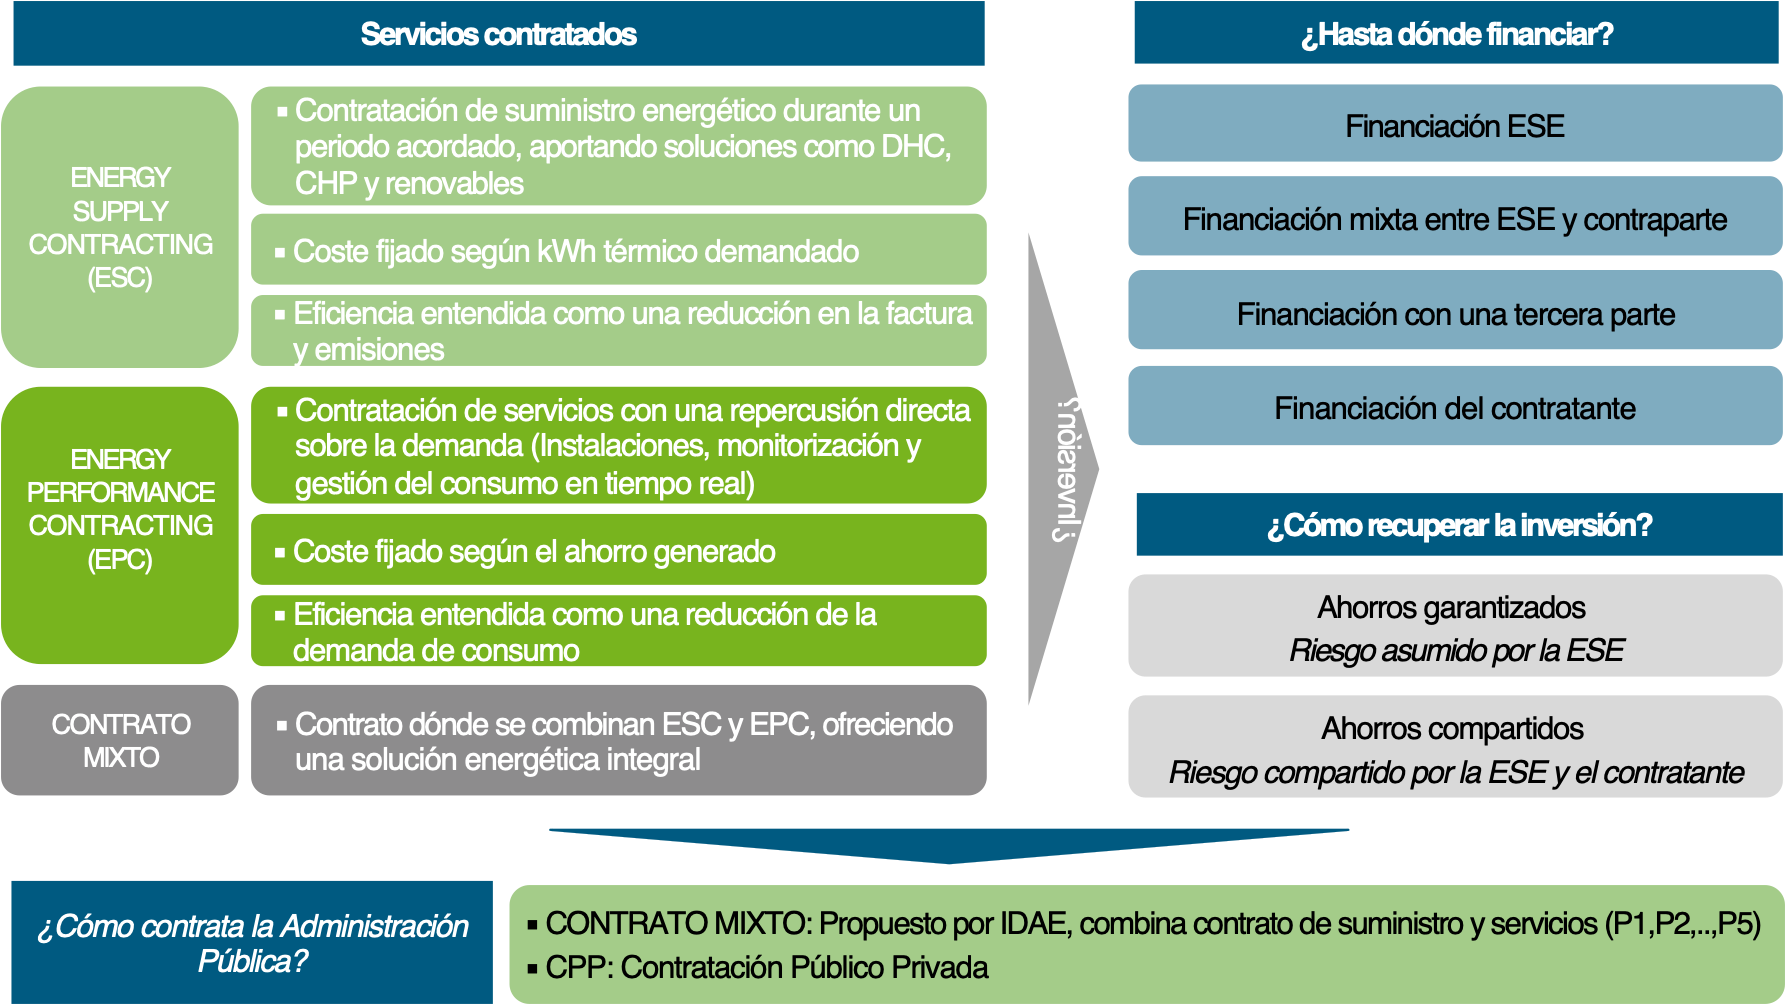 Servicios contratados
ENERGY
SUPPLY
CONTRACTING
(ESC)
▪ Contratación de suministro energético durante un
periodo acordado, aportando soluciones como DHC,
CHP y renovables
▪ Coste fijado según kWh térmico demandado
▪ Eficiencia entendida como una reducción en la factura
y emisiones
ENERGY
PERFORMANCE
CONTRACTING
(EPC)
▪ Contratación de servicios con una repercusión directa
sobre la demanda (Instalaciones, monitorización y
gestión del consumo en tiempo real)
▪ Coste fijado según el ahorro generado
▪ Eficiencia entendida como una reducción de la
demanda de consumo
CONTRATO
MIXTO
▪ Contrato dónde se combinan ESC y EPC, ofreciendo
una solución energética integral
¿Inversión?
¿Hasta dónde financiar?
Financiación ESE
Financiación mixta entre ESE y contraparte
Financiación con una tercera parte
Financiación del contratante
¿Cómo recuperar la inversión?
Ahorros garantizados
Riesgo asumido por la ESE
Ahorros compartidos
Riesgo compartido por la ESE y el contratante
¿Cómo contrata la Administración
Pública?
▪ CONTRATO MIXTO: Propuesto por IDAE, combina contrato de suministro y servicios (P1,P2,..,P5)
▪ CPP: Contratación Público Privada